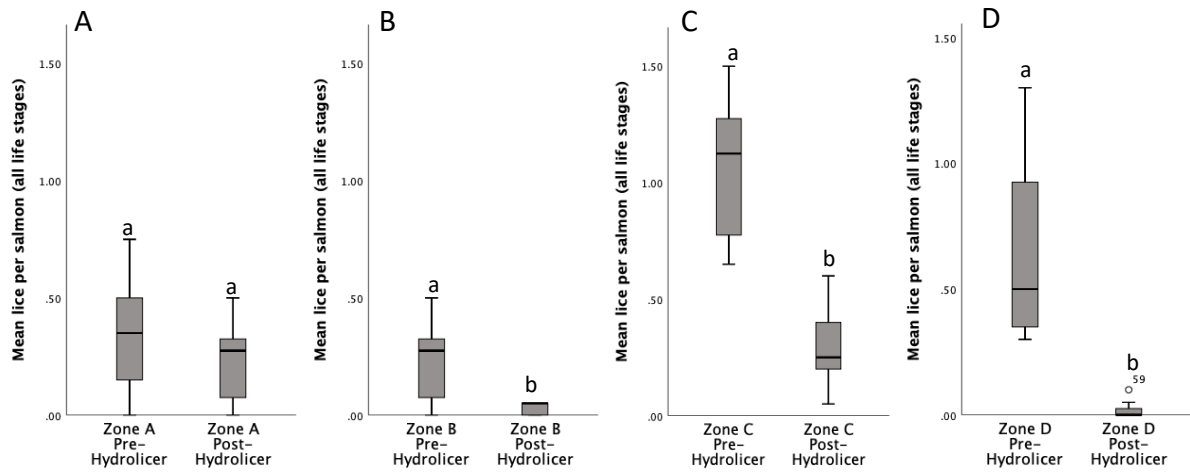 A
Mean lice per salmon (all life stages)
1.50
1.00
.50
.00
a
a
Zone A
Pre–
Hydrolicer
Zone A
Post–
Hydrolicer
B
Mean lice per salmon (all life stages)
1.50
1.00
.50
.00
a
b
Zone B
Pre–
Hydrolicer
Zone B
Post–
Hydrolicer
C
Mean lice per salmon (all life stages)
1.50
1.00
.50
.00
a
b
Zone C
Pre–
Hydrolicer
Zone C
Post–
Hydrolicer
D
Mean lice per salmon (all life stages)
1.50
1.00
.50
.00
a
b
59
Zone D
Pre–
Hydrolicer
Zone D
Post–
Hydrolicer